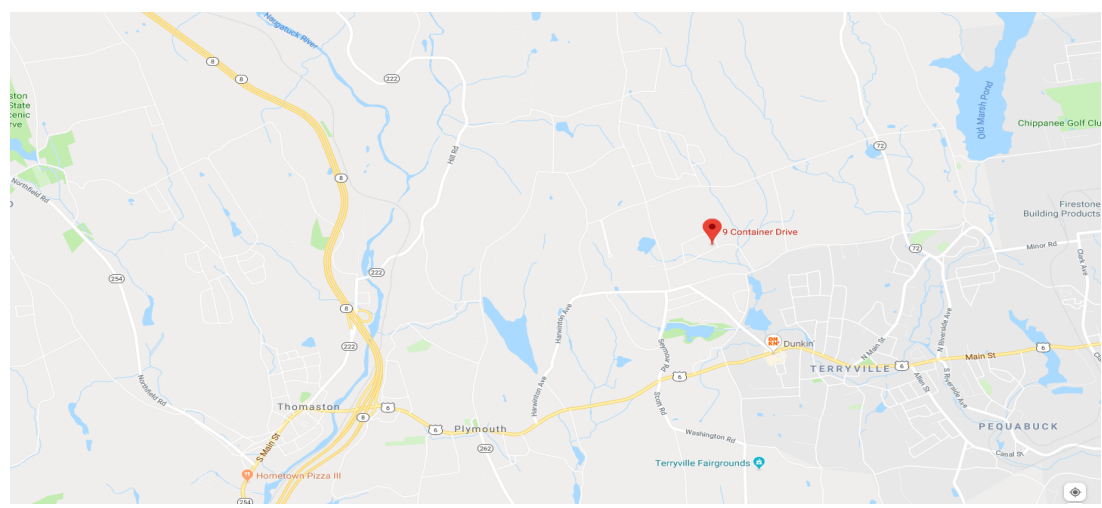 Naugatuck River
8
8
222
ston
State
cenic
rve
Old Marsh Pond
Chippanee Golf Clu
72
Hill Rd
8
Northfield Rd
Firestone
Building Products
9 Container Drive
72
Minor Rd
Clark Ave
254
222
8
Harwinton Ave
N Riverside Ave
222
Seymour Rd
DN
KN'
Dunkin'
N Main St
6
Main St
Cha
TERRYVILLE
6
6
Northfield Rd
Allen St
S Riverside Ave
Harwinton Ave
Scott Rd
Thomaston
6
8
6
Plymouth
Washington Rd
PEQUABUCK
S Main St
262
Canal St
Terryville Fairgrounds
Hometown Pizza III
254